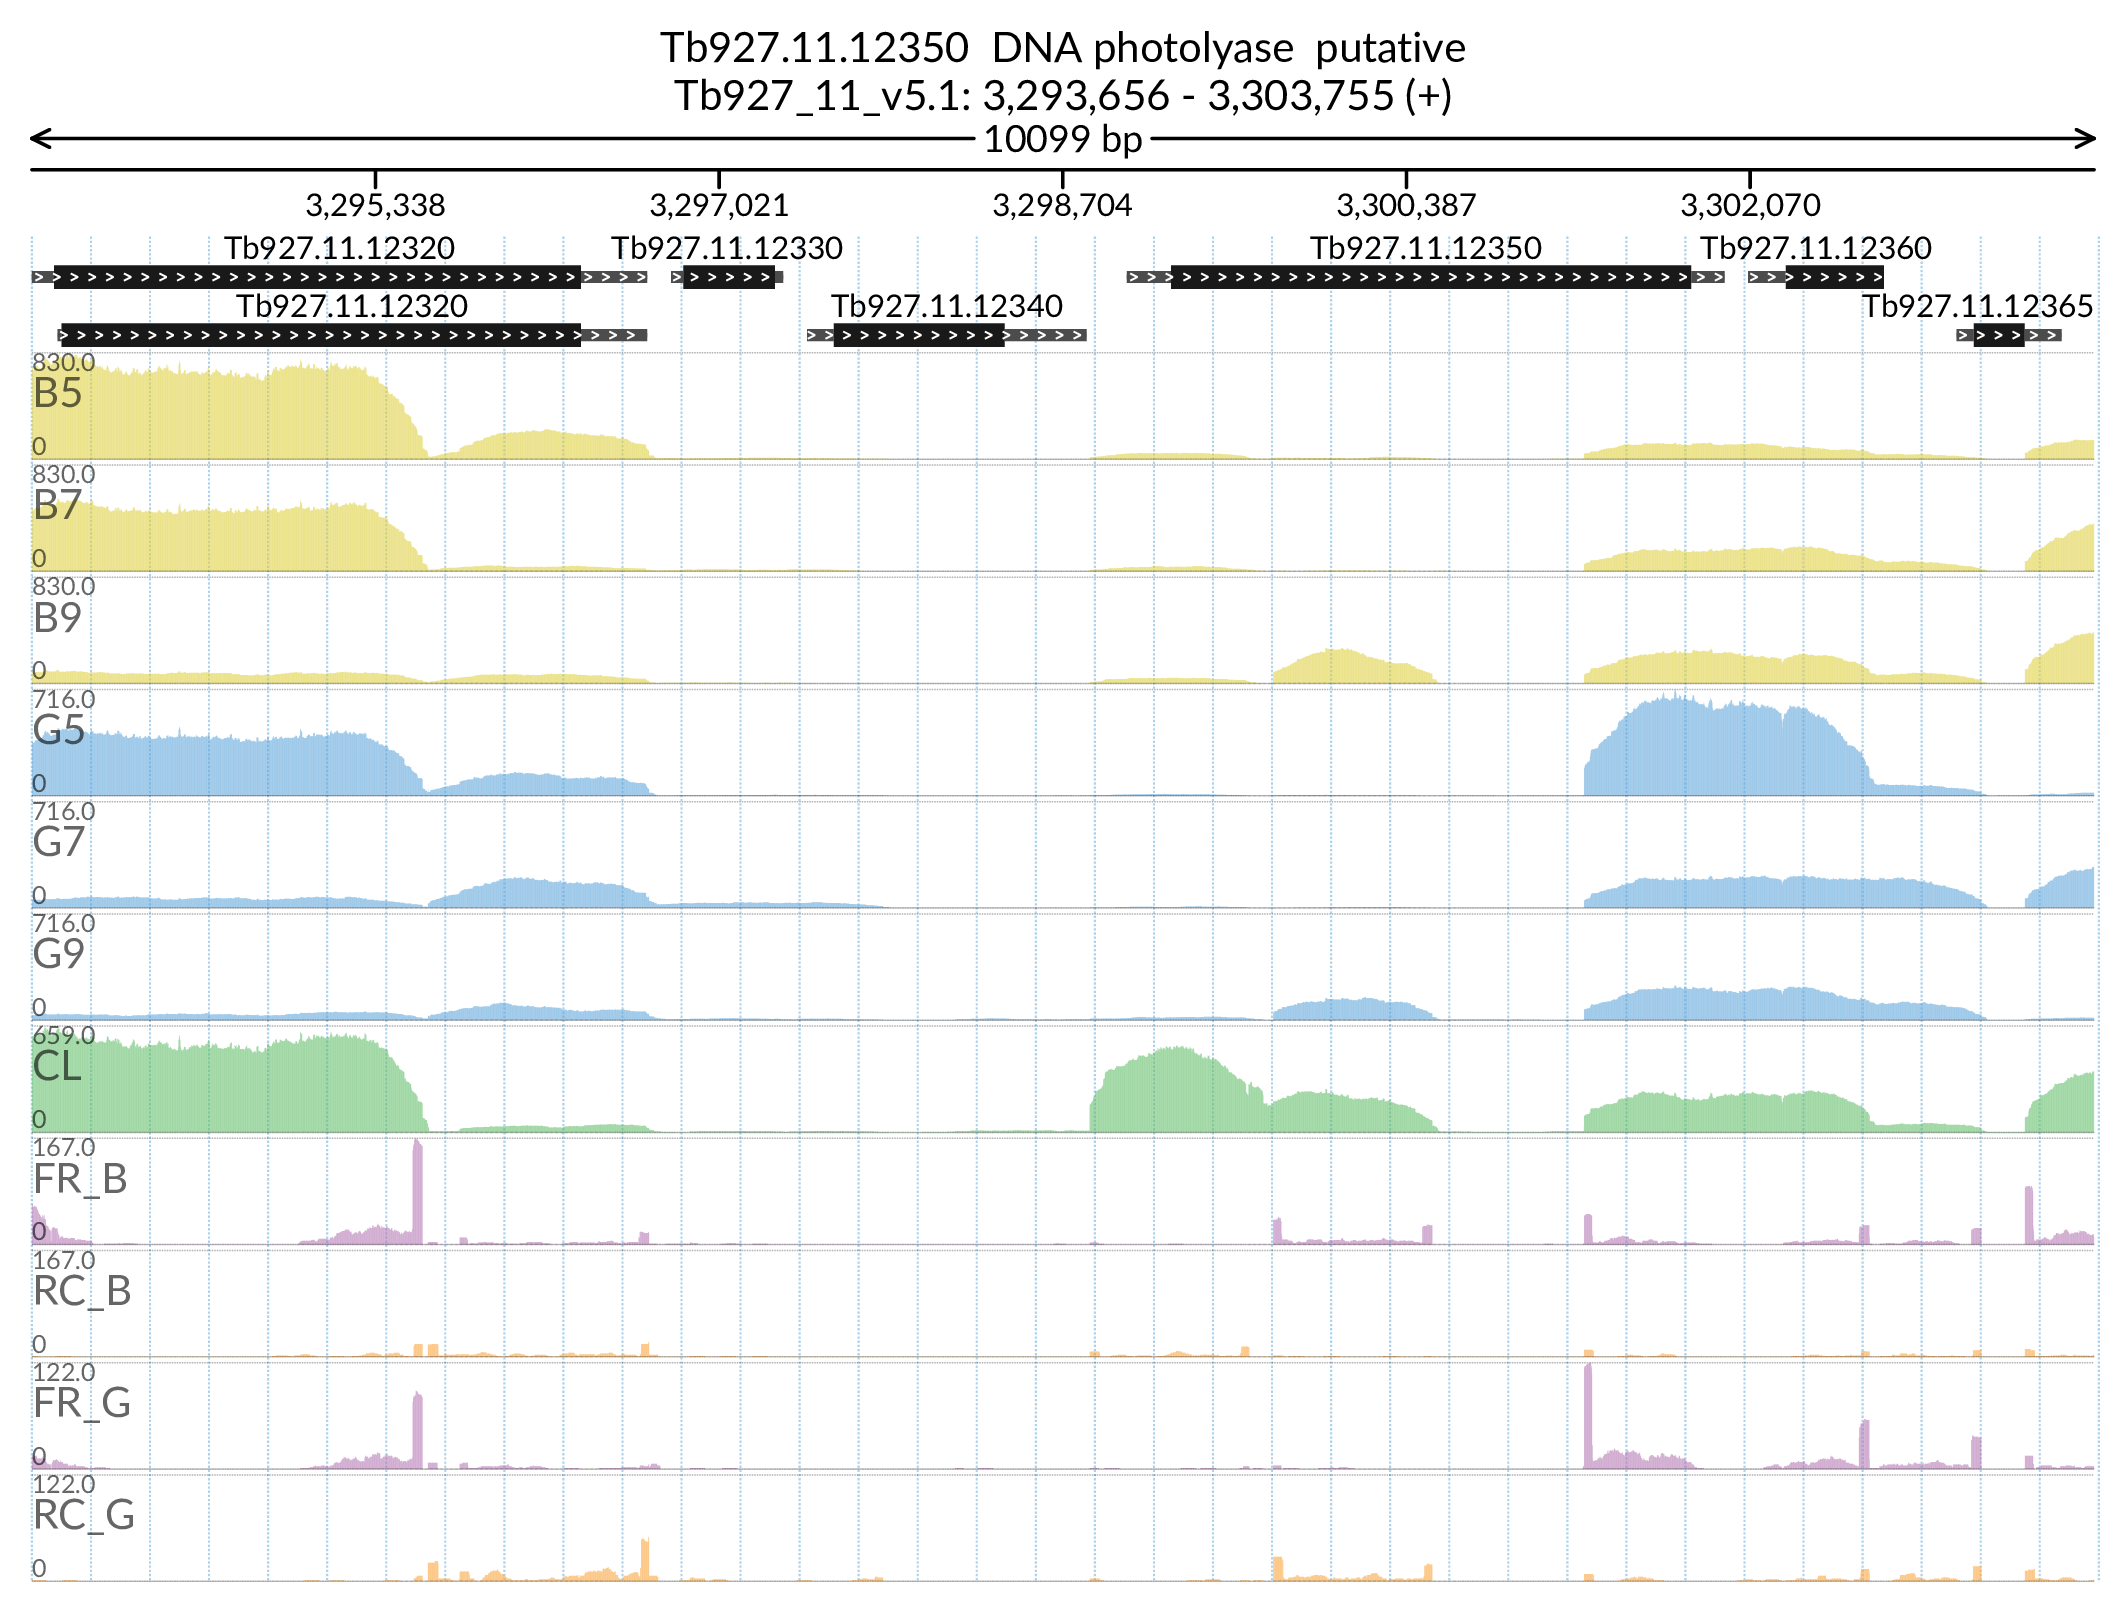 Tb927.11.12350  DNA photolyase  putative
Tb927_11_v5.1: 3,293,656 - 3,303,755 (+)
10099 bp
3,295,338 3,297,021 3,298,704 3,300,387 3,302,070
Tb927.11.12320 Tb927.11.12330 Tb927.11.12350 Tb927.11.12360
Tb927.11.12320 Tb927.11.12340 Tb927.11.12365
830.0
B5
0
830.0
B7
0
830.0
B9
0
716.0
G5
0
716.0
G7
0
716.0
G9
0
659.0
CL
0
167.0
FR_B
0
167.0
RC_B
0
122.0
FR_G
0
122.0
RC_G
0